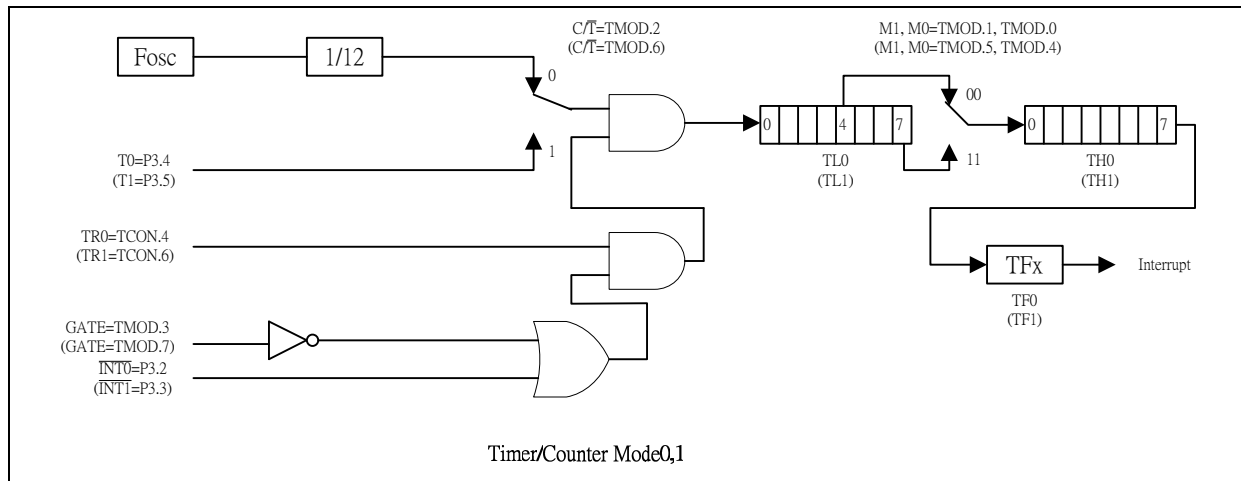 C/T̅=TMOD.2
(C/T̅=TMOD.6)
M1, M0=TMOD.1, TMOD.0
(M1, M0=TMOD.5, TMOD.4)
Fosc
1/12
0
1
T0=P3.4
(T1=P3.5)
0 4 7
TL0
(TL1)
00
11
0 7
TH0
(TH1)
TR0=TCON.4
(TR1=TCON.6)
TFx
Interrupt
TF0
(TF1)
GATE=TMOD.3
(GATE=TMOD.7)
I̅N̅T̅0̅=P3.2
(I̅N̅T̅1̅=P3.3)
Timer/Counter Mode0,1